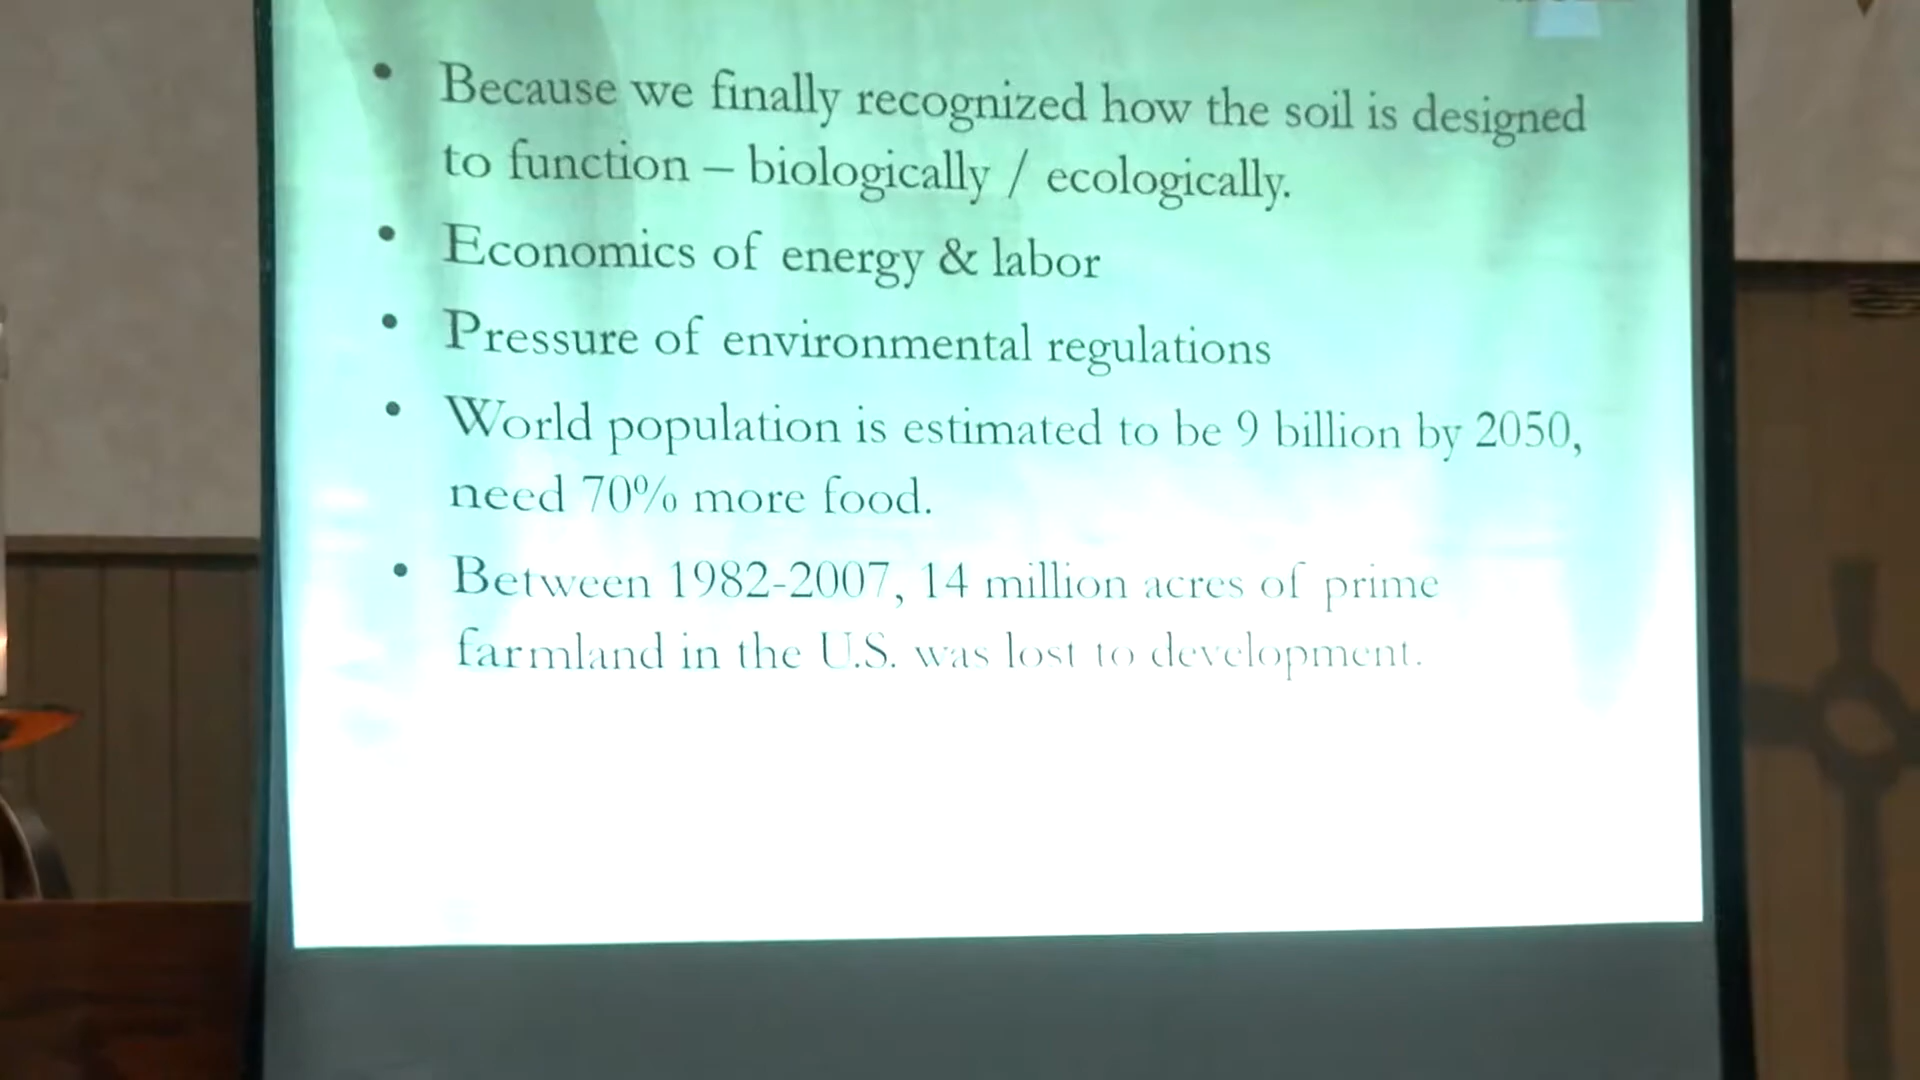 • Because we finally recognized how the soil is designed
to function – biologically / ecologically.
• Economics of energy & labor
• Pressure of environmental regulations
• World population is estimated to be 9 billion by 2050,
need 70% more food.
• Between 1982-2007, 14 million acres of prime
farmland in the U.S. was lost to development.